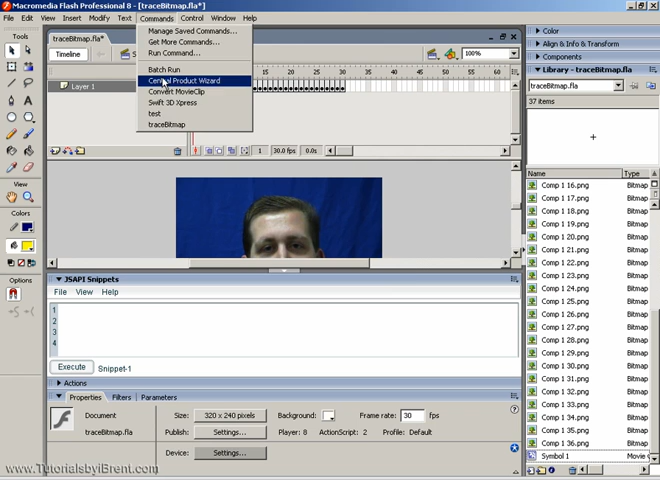 Macromedia Flash Professional 8 - [traceBitmap.fla*]
File Edit View Insert Modify Text Commands Control Window Help
Tools
View
Colors
Options
traceBitmap.fla*
Timeline
100%
Layer 1
1 30.0 fps 0.0s
Manage Saved Commands...
Get More Commands...
Run Command...
Batch Run
Central Product Wizard
Convert MovieClip
Swift 3D Xpress
test
traceBitmap
JSAPI Snippets
File View Help
1
2
3
4
Execute Snippet-1
Actions
Properties Filters Parameters
Document
traceBitmap.fla
Size: 320 x 240 pixels Background: Frame rate: 30 fps
Publish: Settings... Player: 8 ActionScript: 2 Profile: Default
Device: Settings...
Color
Align & Info & Transform
Components
Library - traceBitmap.fla
traceBitmap.fla
37 items
Name Type
Comp 1 16.png Bitmap
Comp 1 17.png Bitmap
Comp 1 18.png Bitmap
Comp 1 19.png Bitmap
Comp 1 20.png Bitmap
Comp 1 21.png Bitmap
Comp 1 22.png Bitmap
Comp 1 23.png Bitmap
Comp 1 24.png Bitmap
Comp 1 25.png Bitmap
Comp 1 26.png Bitmap
Comp 1 27.png Bitmap
Comp 1 28.png Bitmap
Comp 1 29.png Bitmap
Comp 1 30.png Bitmap
Comp 1 31.png Bitmap
Comp 1 32.png Bitmap
Comp 1 33.png Bitmap
Comp 1 34.png Bitmap
Comp 1 35.png Bitmap
Comp 1 36.png Bitmap
Symbol 1 Movie
www.TutorialsbyiBrent.com